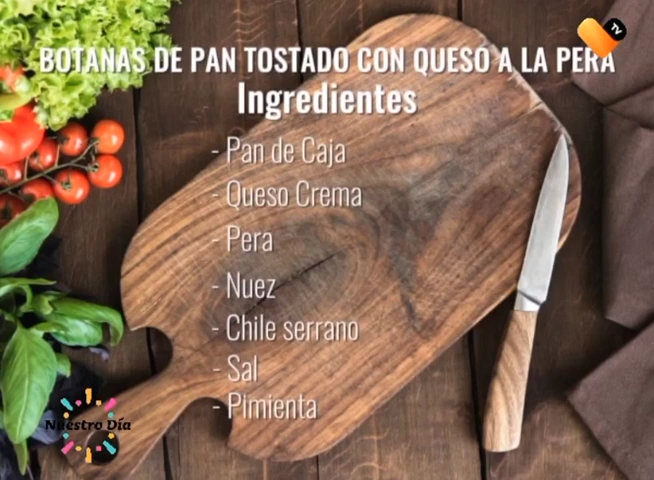 TV
BOTANAS DE PAN TOSTADO CON QUESO A LA PERA
Ingredientes
- Pan de Caja
- Queso Crema
- Pera
- Nuez
- Chile serrano
- Sal
- Pimienta
Nuestro Día